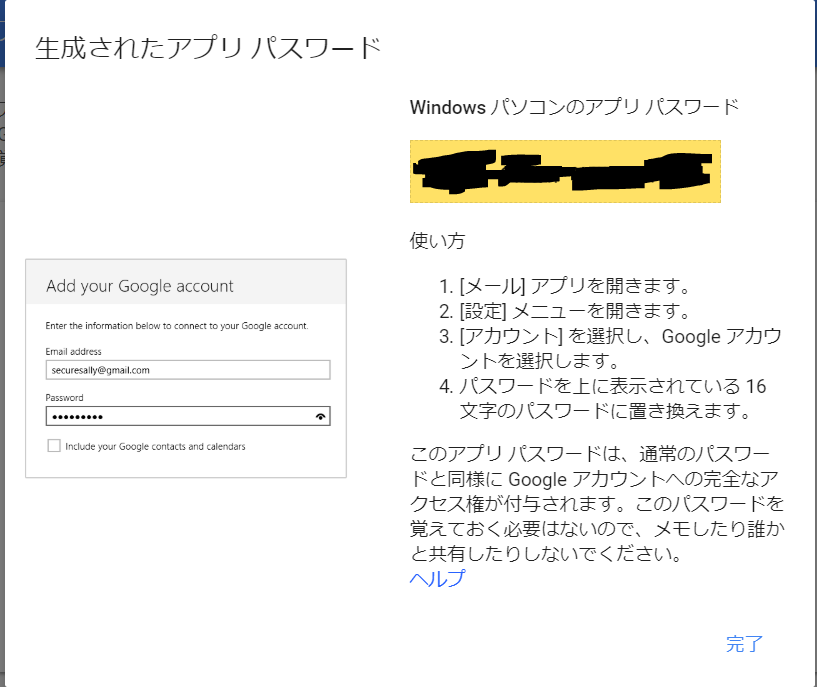 生成されたアプリ パスワード
Windows パソコンのアプリ パスワード
使い方
1. [メール] アプリを開きます。
2. [設定] メニューを開きます。
3. [アカウント] を選択し、Google アカウ
ントを選択します。
4. パスワードを上に表示されている 16
文字のパスワードに置き換えます。
このアプリ パスワードは、通常のパスワー
ドと同様に Google アカウントへの完全なア
クセス権が付与されます。このパスワードを
覚えておく必要はないので、メモしたり誰か
と共有したりしないでください。
ヘルプ
Add your Google account
Enter the information below to connect to your Google account.
Email address
securesally@gmail.com
Password
•••••••••
Include your Google contacts and calendars
完了